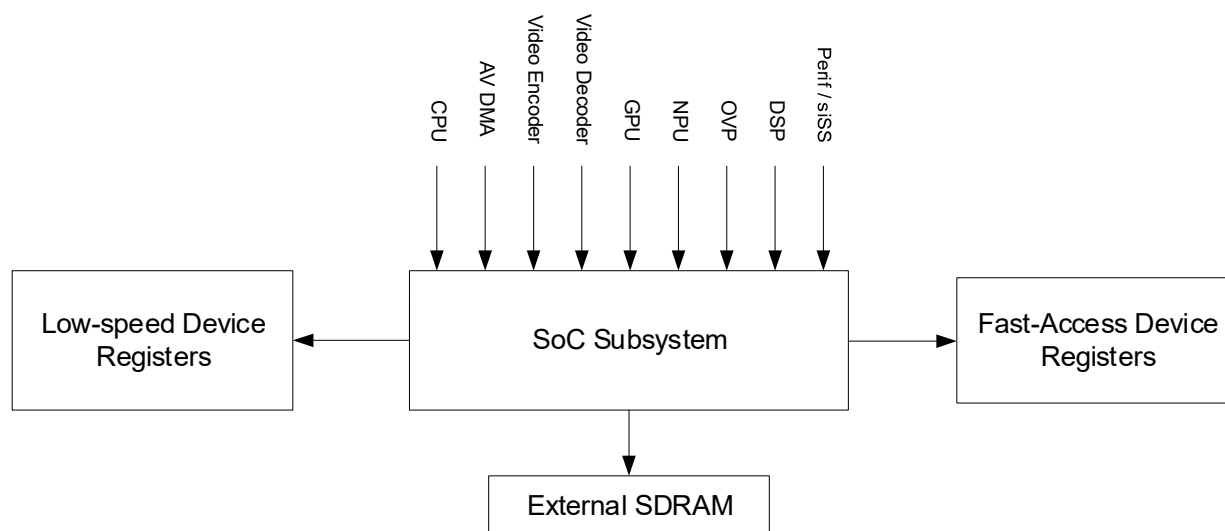 CPU
AV DMA
Video Encoder
Video Decoder
GPU
NPU
OVP
DSP
Perif / siSS
Low-speed Device
Registers
SoC Subsystem
Fast-Access Device
Registers
External SDRAM